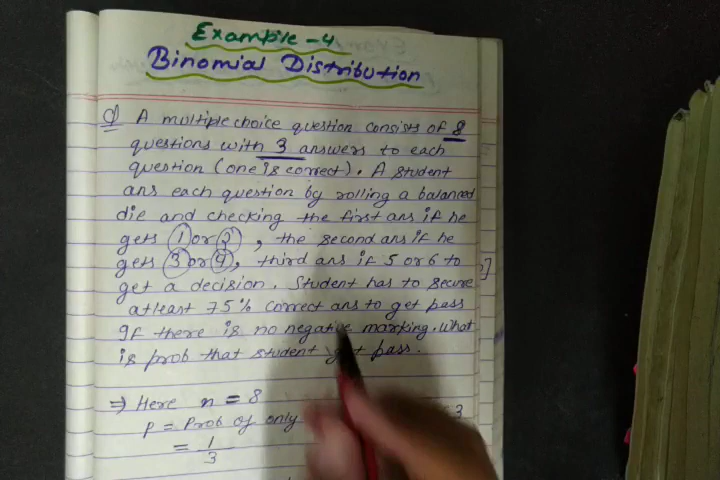 Example - 4
Binomial Distribution
Q A multiple choice question consists of 8
questions with 3 answers to each
question (one is correct). A student
ans each question by rolling a balanced
die and checking the first ans if he
gets 1 or 2, the second ans if he
gets 3 or 4, third ans if 5 or 6 to
get a decision. Student has to secure
atleast 75% correct ans to get pass
If there is no negative marking. What
is prob that student get pass.
⇒ Here n = 8
p = Prob of only 3
= 1/3